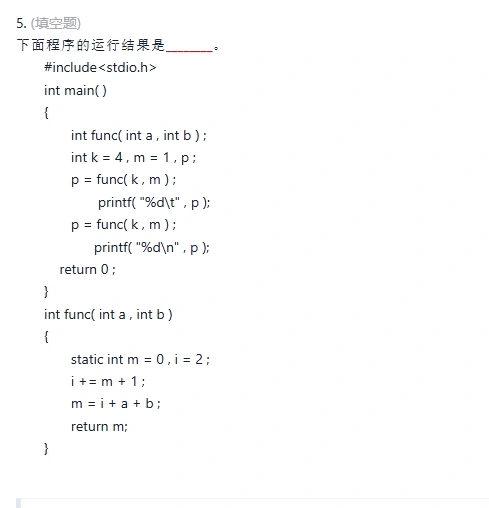 5. (填空题)
下面程序的运行结果是________。
#include<stdio.h>
int main( )
{
int func( int a , int b ) ;
int k = 4 , m = 1 , p ;
p = func( k , m ) ;
printf( "%d\t" , p );
p = func( k , m ) ;
printf( "%d\n" , p );
return 0 ;
}
int func( int a , int b )
{
static int m = 0 , i = 2 ;
i += m + 1 ;
m = i + a + b ;
return m;
}